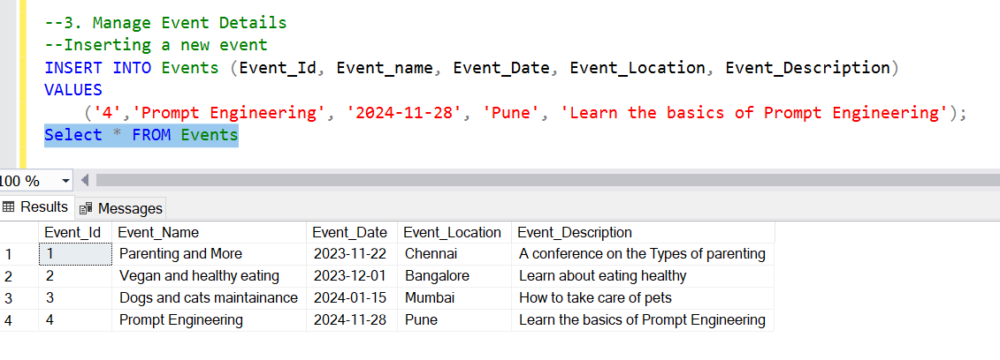 --3. Manage Event Details
--Inserting a new event
INSERT INTO Events (Event_Id, Event_name, Event_Date, Event_Location, Event_Description)
VALUES
('4','Prompt Engineering', '2024-11-28', 'Pune', 'Learn the basics of Prompt Engineering');
Select * FROM Events
100 %
Results Messages
Event_Id Event_Name Event_Date Event_Location Event_Description
1 1 Parenting and More 2023-11-22 Chennai A conference on the Types of parenting
2 2 Vegan and healthy eating 2023-12-01 Bangalore Learn about eating healthy
3 3 Dogs and cats maintainance 2024-01-15 Mumbai How to take care of pets
4 4 Prompt Engineering 2024-11-28 Pune Learn the basics of Prompt Engineering